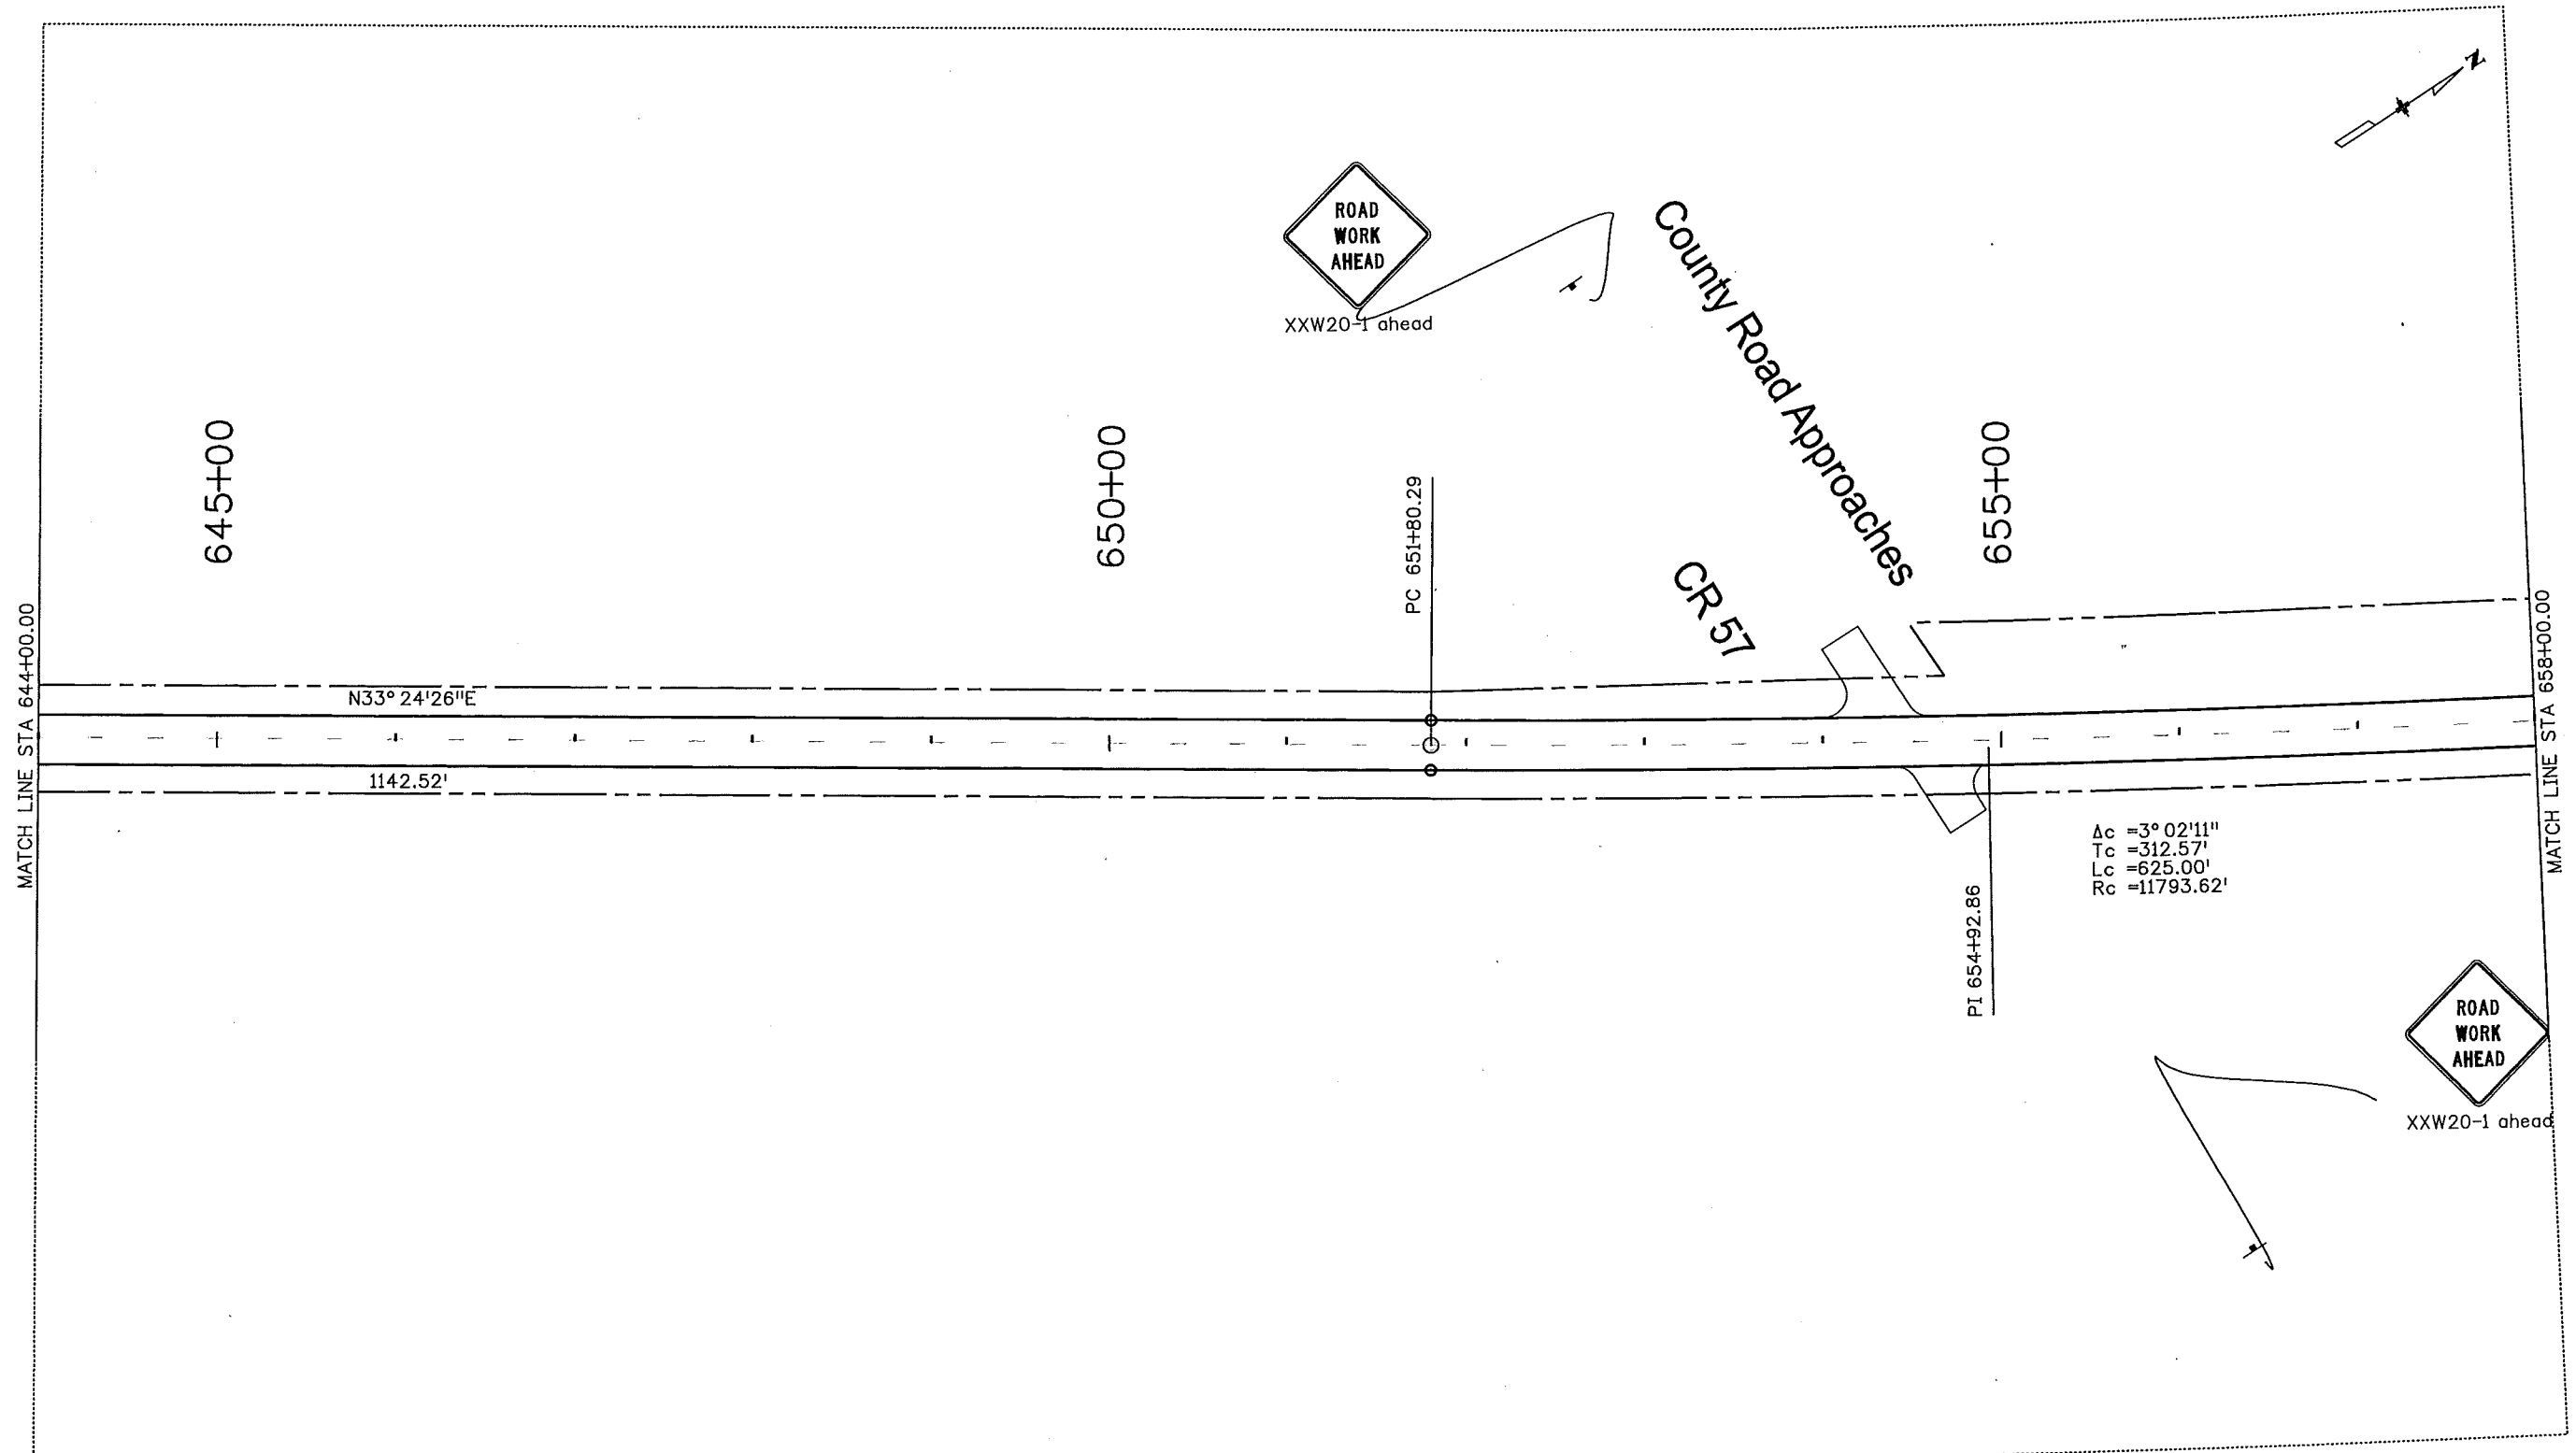 N
ROAD
WORK
AHEAD
XXW20-1 ahead
County Road Approaches
CR 57
645+00
650+00
PC 651+80.29
655+00
MATCH LINE STA 644+00.00
MATCH LINE STA 658+00.00
N33° 24'26"E
1142.52'
Δc =3° 02'11"
Tc =312.57'
Lc =625.00'
Rc =11793.62'
PI 654+92.86
ROAD
WORK
AHEAD
XXW20-1 ahead